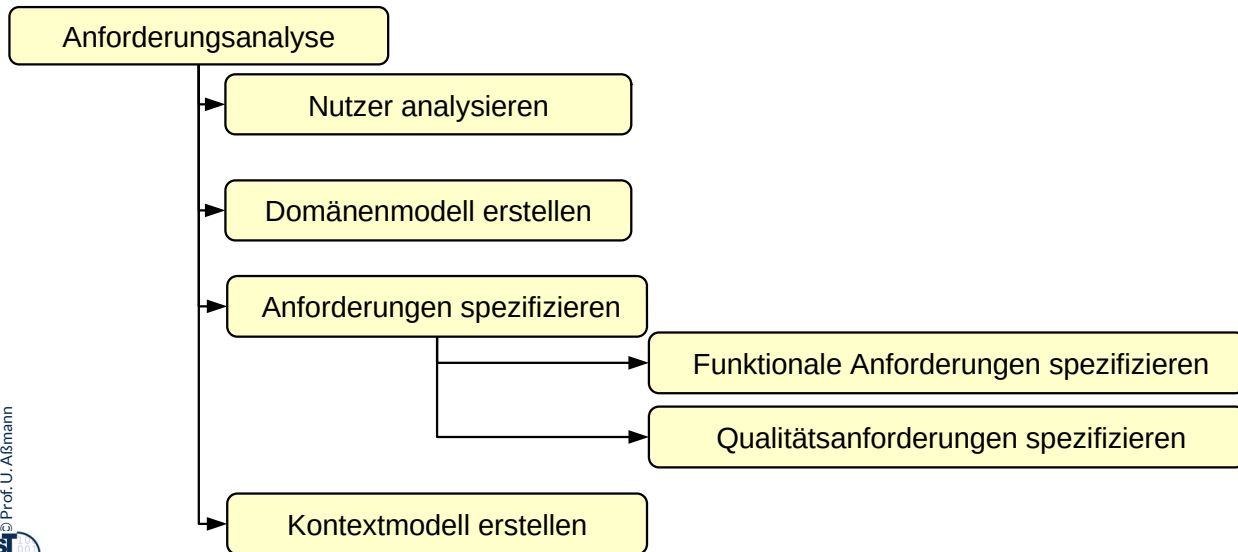 Anforderungsanalyse
Nutzer analysieren
Domänenmodell erstellen
Anforderungen spezifizieren
Funktionale Anforderungen spezifizieren
Qualitätsanforderungen spezifizieren
Kontextmodell erstellen
© Prof. U. Aßmann